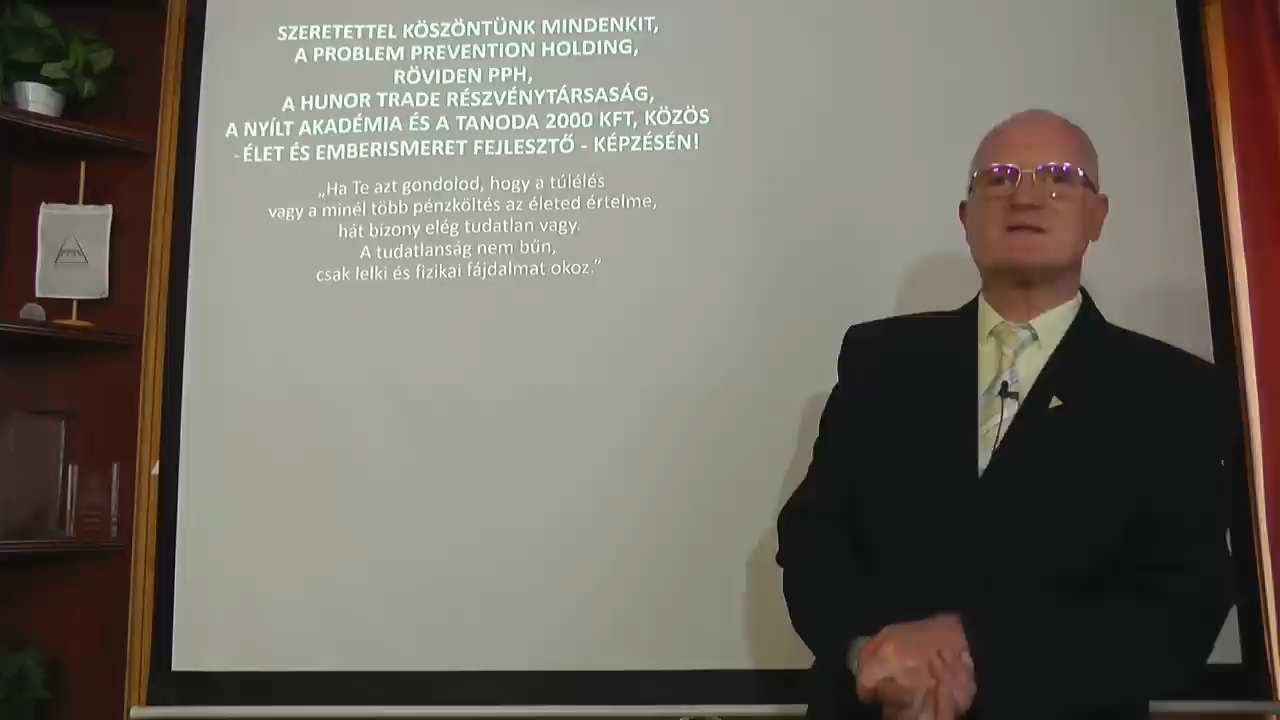 SZERETETTEL KÖSZÖNTÜNK MINDENKIT,
A PROBLEM PREVENTION HOLDING,
RÖVIDEN PPH,
A HUNOR TRADE RÉSZVÉNYTÁRSASÁG,
A NYÍLT AKADÉMIA ÉS A TANODA 2000 KFT, KÖZÖS
- ÉLET ÉS EMBERISMERET FEJLESZTŐ - KÉPZÉSÉN!
„Ha Te azt gondolod, hogy a túlélés
vagy a minél több pénzköltés az életed értelme,
hát bizony elég tudatlan vagy.
A tudatlanság nem bűn,
csak lelki és fizikai fájdalmat okoz.”